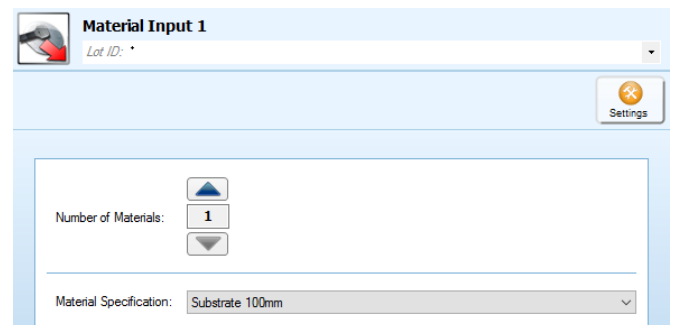 Material Input 1
Lot ID: *
Settings
Number of Materials: 1
Material Specification: Substrate 100mm